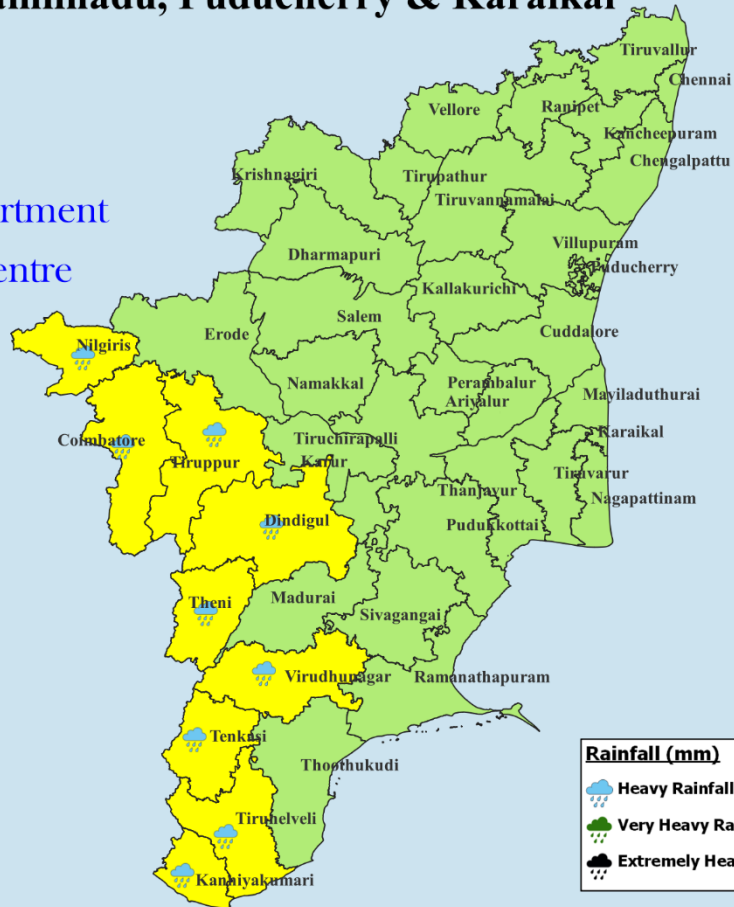 amilnadu, Puducherry & Karaikal
Tiruvallur
Chennai
Vellore
Ranipet
Kancheepuram
Chengalpattu
Krishnagiri
Tirupathur
Tiruvannamalai
rtment
Villupuram
Dharmapuri
Puducherry
entre
Kallakurichi
Salem
Cuddalore
Erode
Nilgiris
Namakkal
Perambalur
Ariyalur
Mayiladuthurai
Coimbatore
Tiruchirapalli
Karaikal
Tiruppur
Karur
Tiruvarur
Thanjavur
Nagapattinam
Dindigul
Pudukkottai
Theni
Madurai
Sivagangai
Virudhunagar
Ramanathapuram
Tenkasi
Thoothukudi
Tirunelveli
Kanniyakumari
Rainfall (mm)
Heavy Rainfall
Very Heavy Ra
Extremely Hea